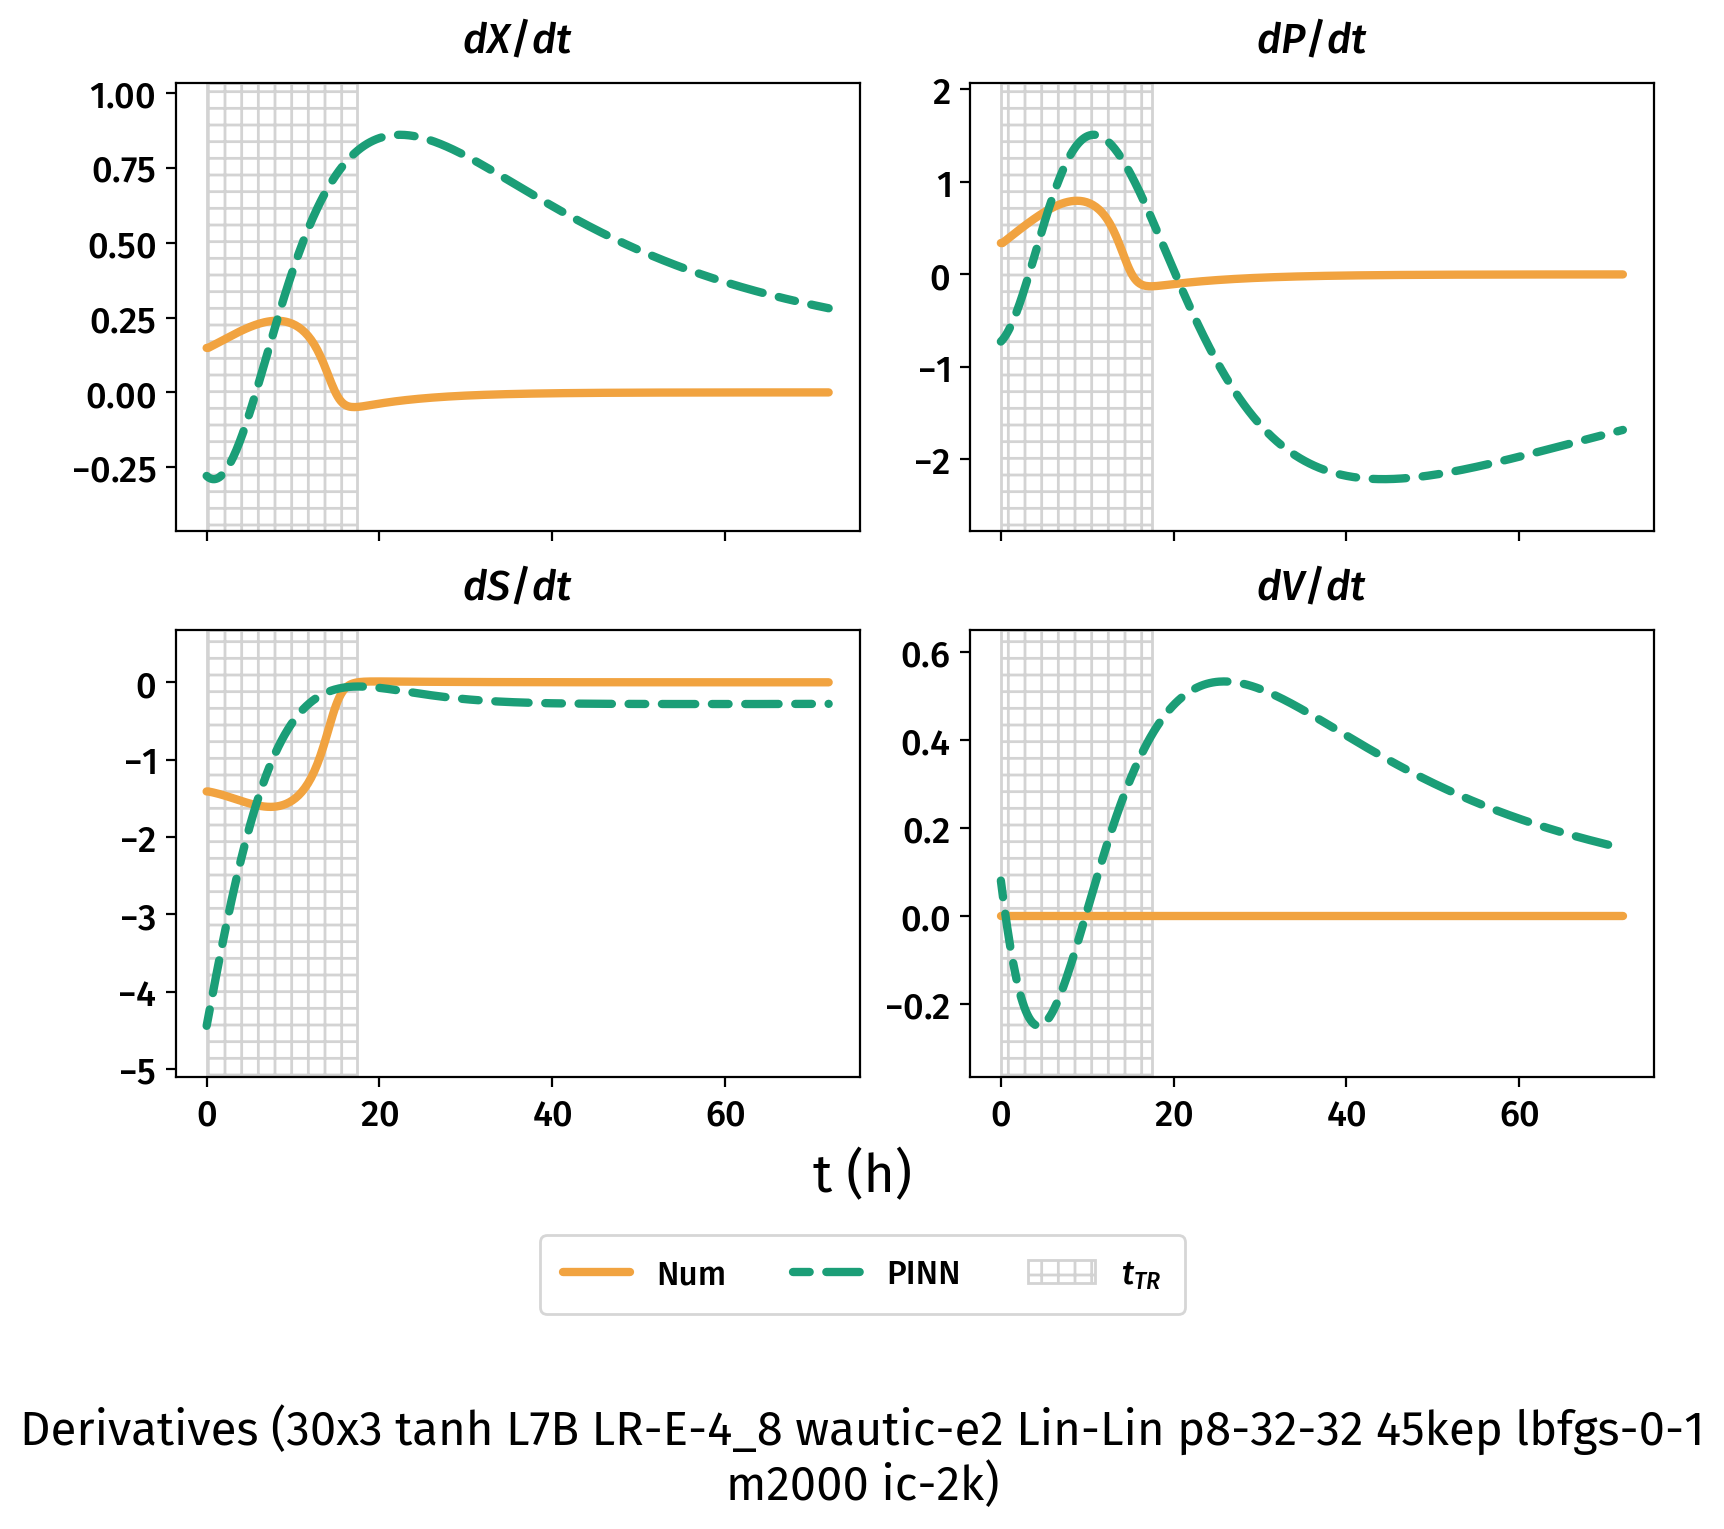 dX/dt
dP/dt
1.00
0.75
0.50
0.25
0.00
−0.25
2
1
0
−1
−2
dS/dt
dV/dt
0
−1
−2
−3
−4
−5
0.6
0.4
0.2
0.0
−0.2
0 20 40 60
0 20 40 60
t (h)
Num PINN tTR
Derivatives (30x3 tanh L7B LR-E-4_8 wautic-e2 Lin-Lin p8-32-32 45kep lbfgs-0-1
m2000 ic-2k)